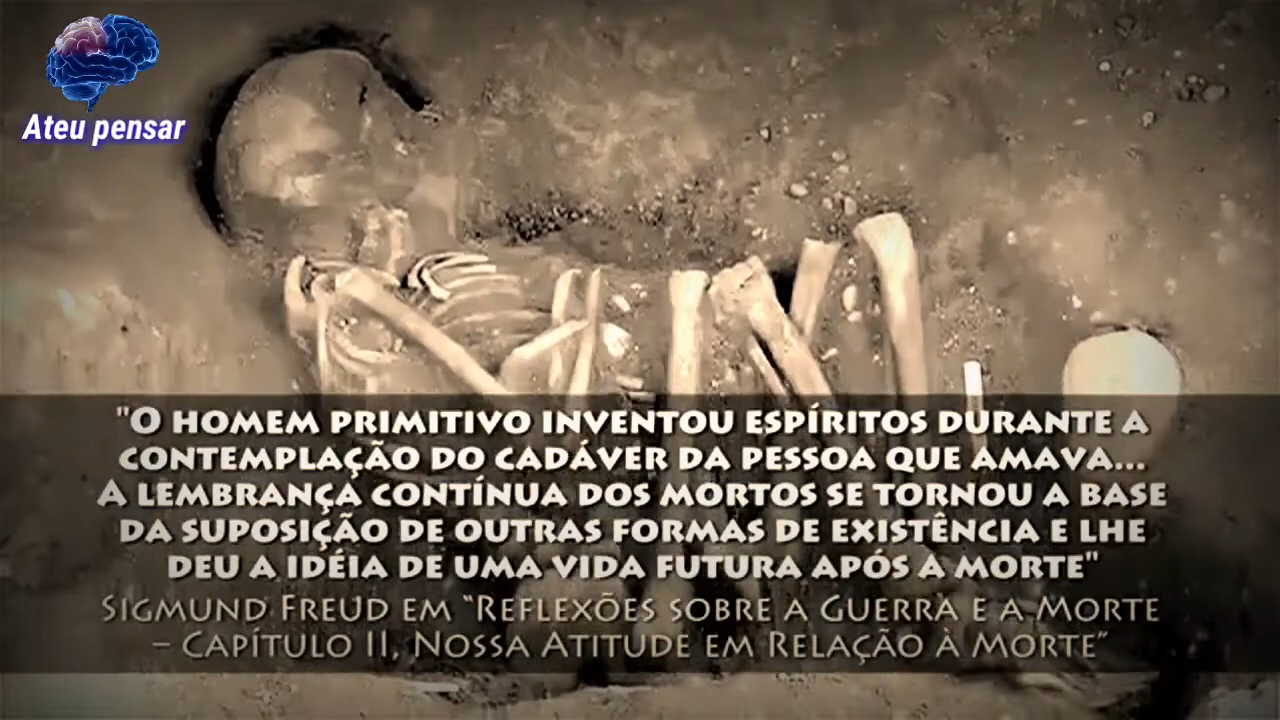 Ateu pensar
"O HOMEM PRIMITIVO INVENTOU ESPÍRITOS DURANTE A
CONTEMPLAÇÃO DO CADÁVER DA PESSOA QUE AMAVA...
A LEMBRANÇA CONTÍNUA DOS MORTOS SE TORNOU A BASE
DA SUPOSIÇÃO DE OUTRAS FORMAS DE EXISTÊNCIA E LHE
DEU A IDÉIA DE UMA VIDA FUTURA APÓS A MORTE"
SIGMUND FREUD EM "REFLEXÕES SOBRE A GUERRA E A MORTE
– CAPÍTULO II, NOSSA ATITUDE EM RELAÇÃO À MORTE"